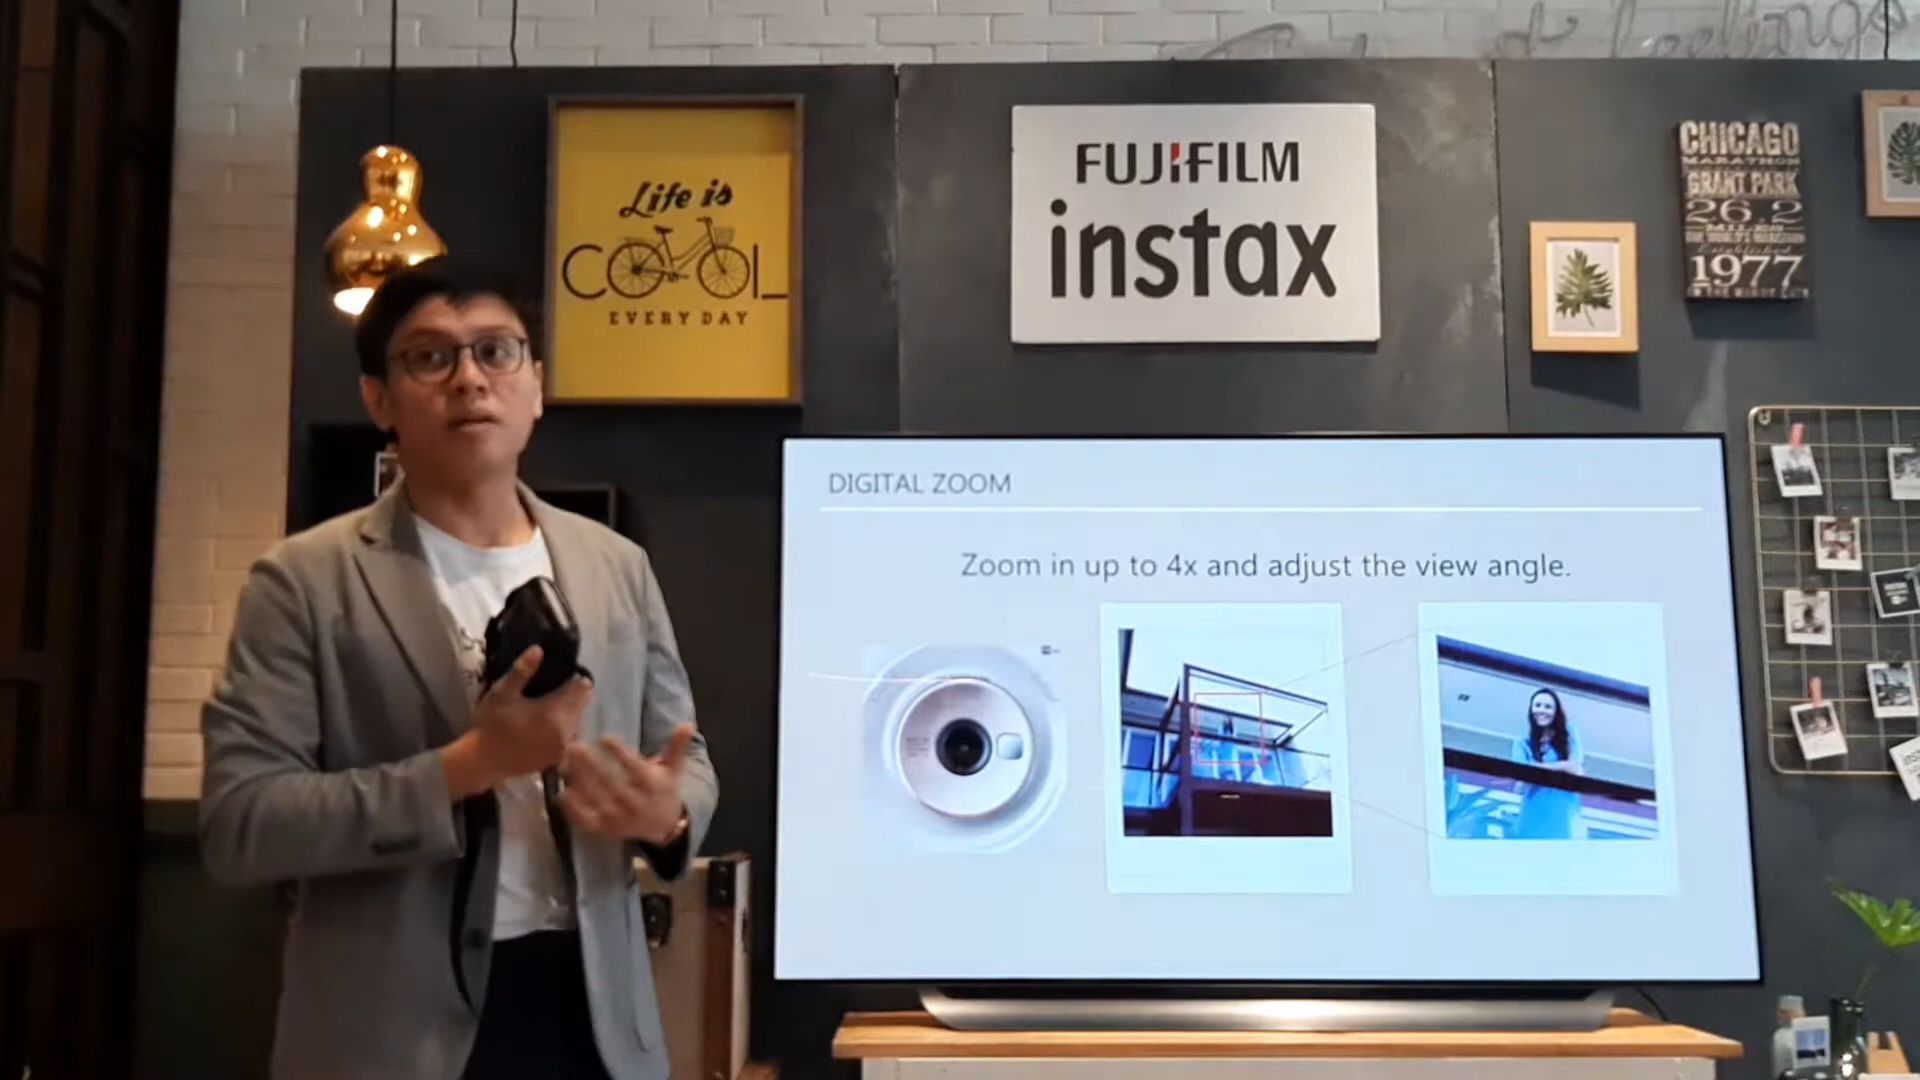 Life is
COOL
EVERY DAY
FUJIFILM
instax
CHICAGO
MARATHON
GRANT PARK
26.2
MILES
1977
DIGITAL ZOOM
Zoom in up to 4x and adjust the view angle.